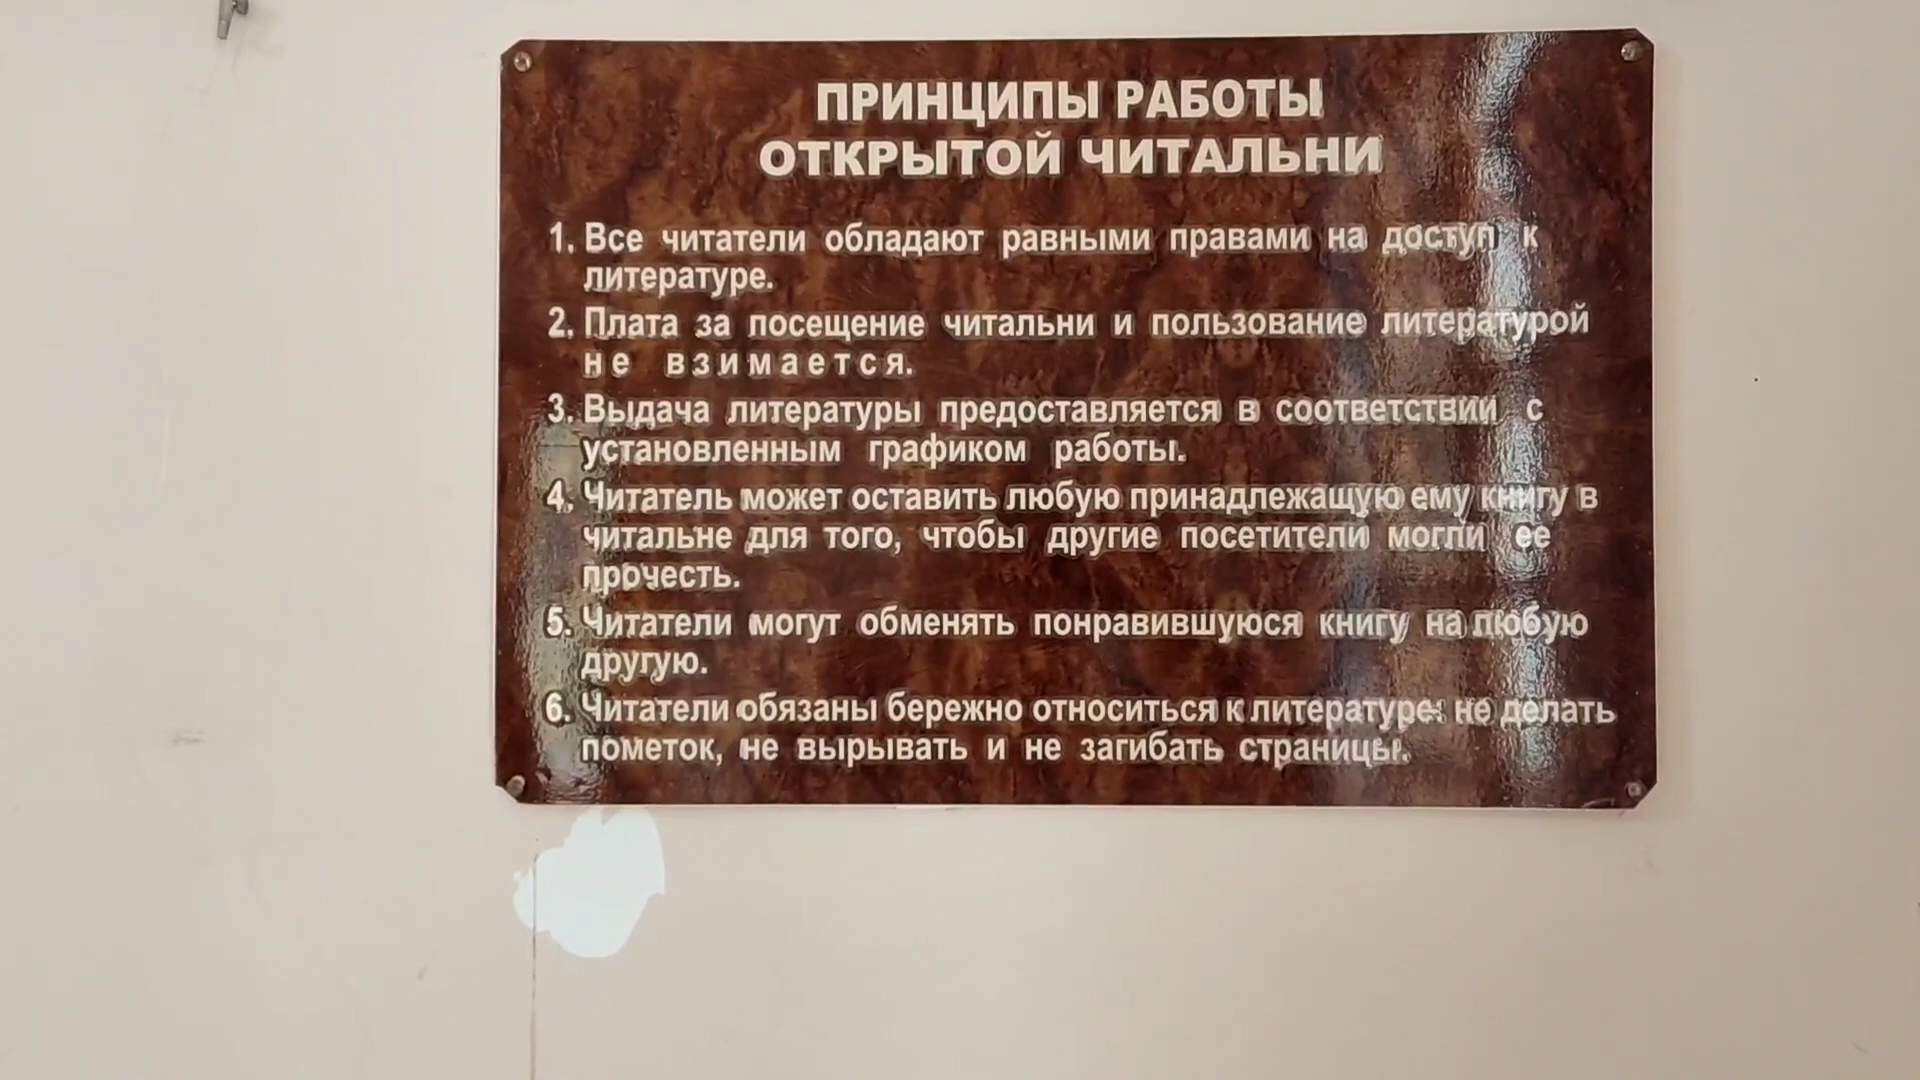 ПРИНЦИПЫ РАБОТЫ
ОТКРЫТОЙ ЧИТАЛЬНИ
1. Все читатели обладают равными правами на доступ к
литературе.
2. Плата за посещение читальни и пользование литературой
не взимается.
3. Выдача литературы предоставляется в соответствии с
установленным графиком работы.
4. Читатель может оставить любую принадлежащую ему книгу в
читальне для того, чтобы другие посетители могли ее
прочесть.
5. Читатели могут обменять понравившуюся книгу на любую
другую.
6. Читатели обязаны бережно относиться к литературе: не делать
пометок, не вырывать и не загибать страницы.